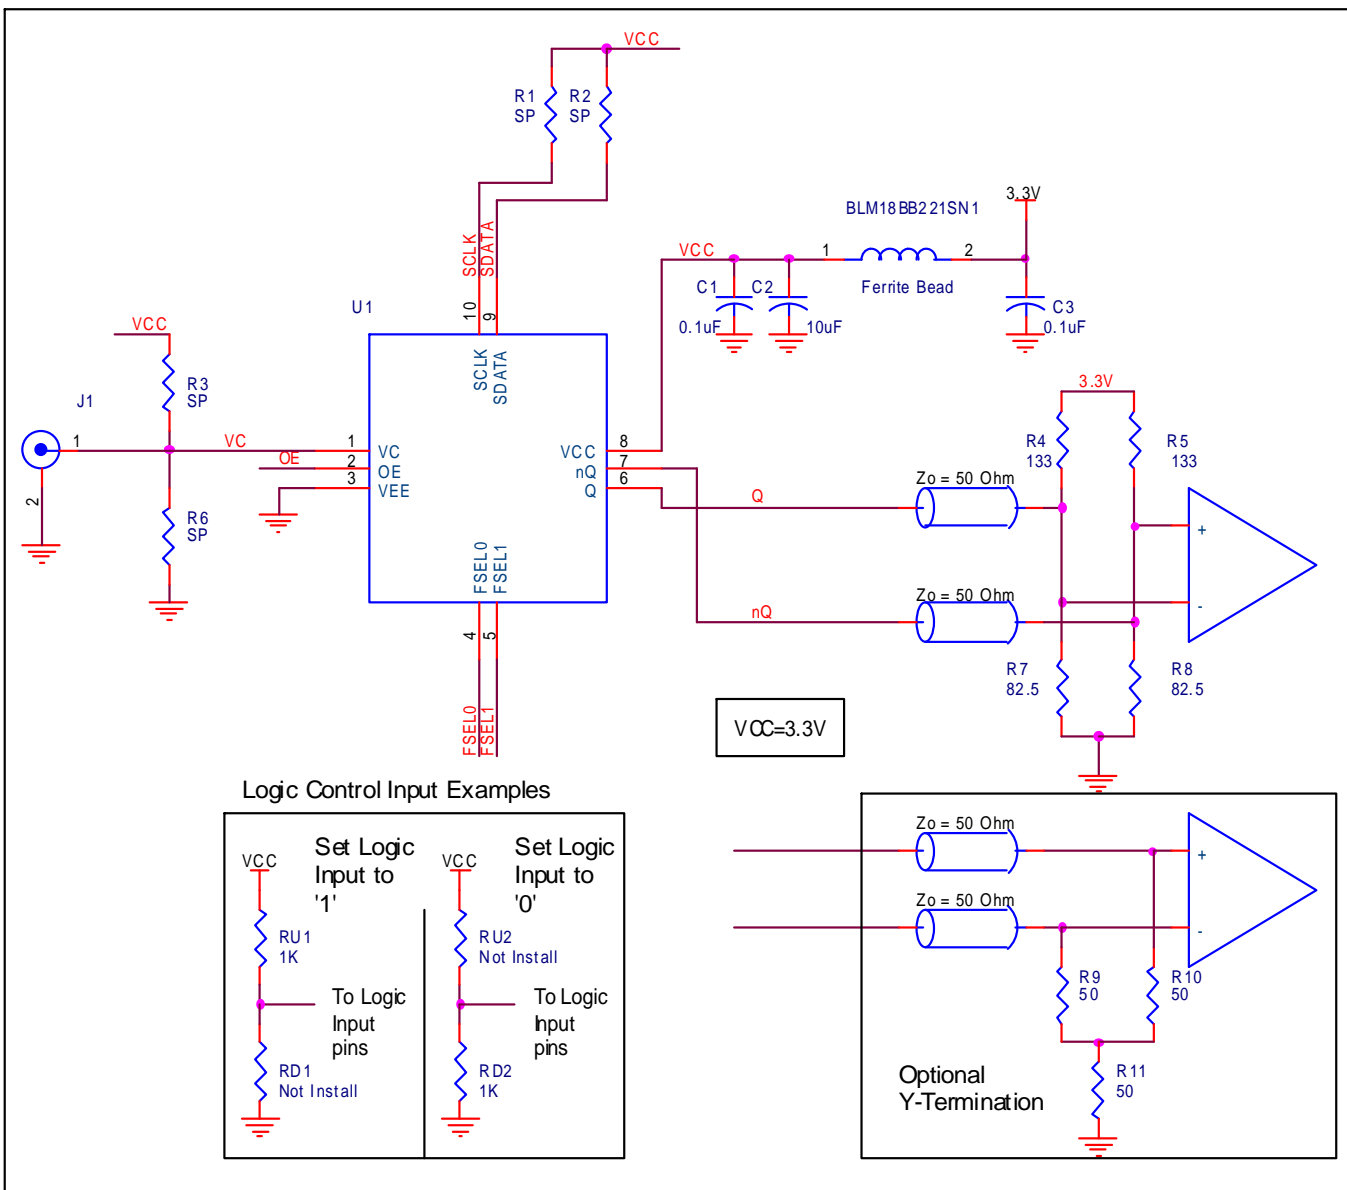 VCC
R1
SP
R2
SP
SCLK
SDATA
10
9
U1
SCLK
SDATA
VCC
R3
SP
J1
1
2
VC
OE
R6
SP
1
2
3
VC
OE
VEE
VCC
nQ
Q
8
7
6
FSEL0
FSEL1
4
5
FSEL0
FSEL1
VCC
BLM18BB221SN1
1
2
Ferrite Bead
3.3V
C1
0.1uF
C2
10uF
C3
0.1uF
3.3V
R4
133
R5
133
Q
Zo = 50 Ohm
nQ
Zo = 50 Ohm
+
-
R7
82.5
R8
82.5
VCC=3.3V
Logic Control Input Examples
Set Logic
Input to
'1'
VCC
RU1
1K
To Logic
Input
pins
RD1
Not Install
Set Logic
Input to
'0'
VCC
RU2
Not Install
To Logic
Input
pins
RD2
1K
Zo = 50 Ohm
Zo = 50 Ohm
+
-
R9
50
R10
50
R11
50
Optional
Y-Termination